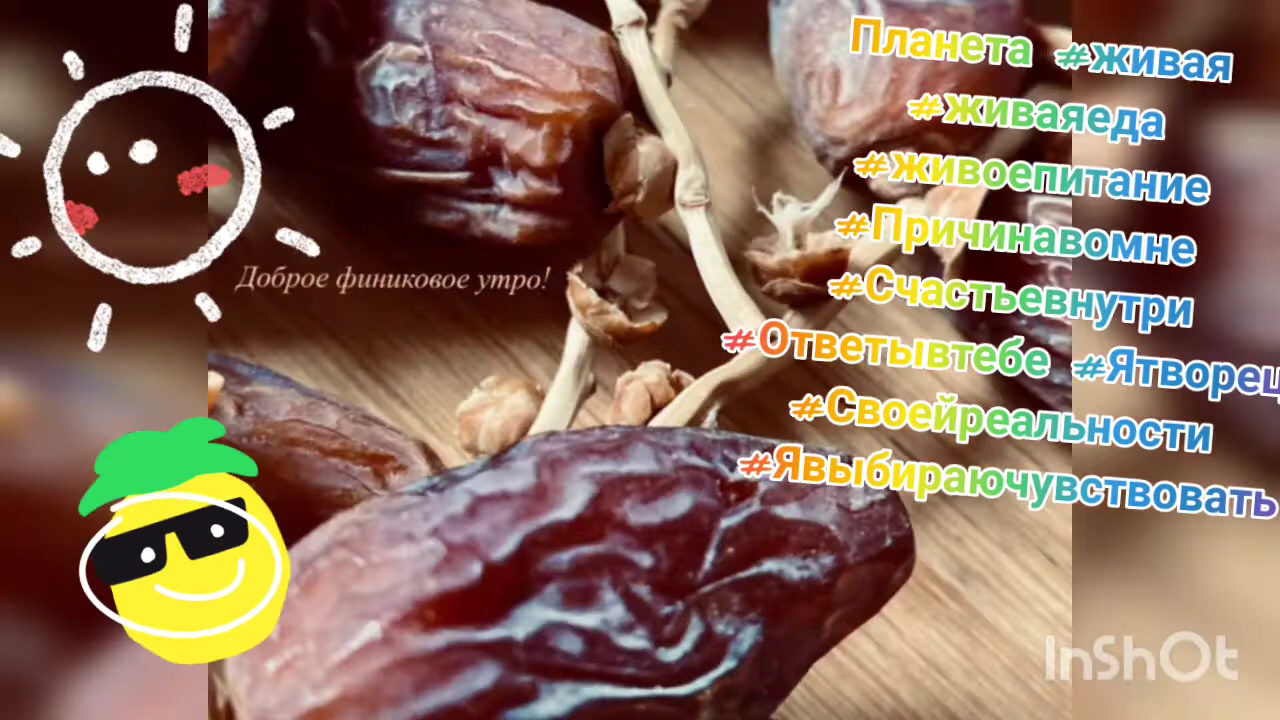 Планета #живая
#живаяеда
#живоепитание
#Причинавомне
Доброе финиковое утро!
#Счастьевнутри
#Ответывтебе #Ятворец
#Своейреальности
#Явыбираючувствовать
InShOt